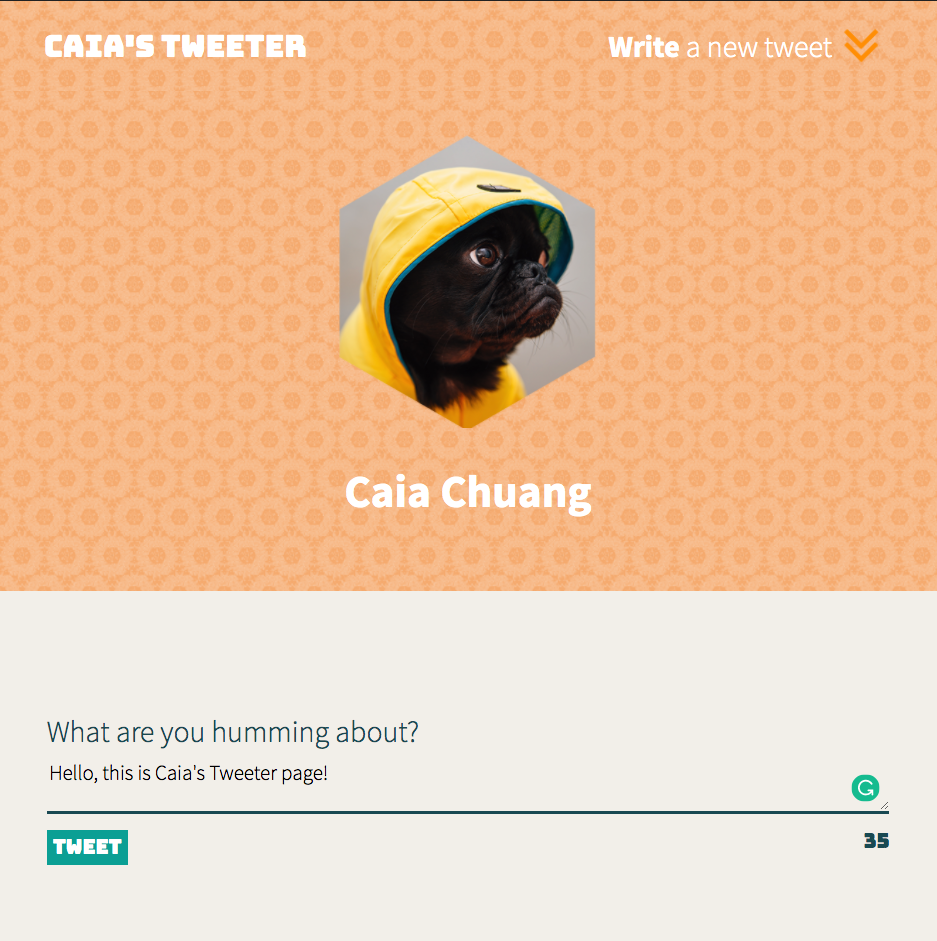 CAIA'S TWEETER
Write a new tweet
Caia Chuang
What are you humming about?
Hello, this is Caia's Tweeter page!
TWEET
35